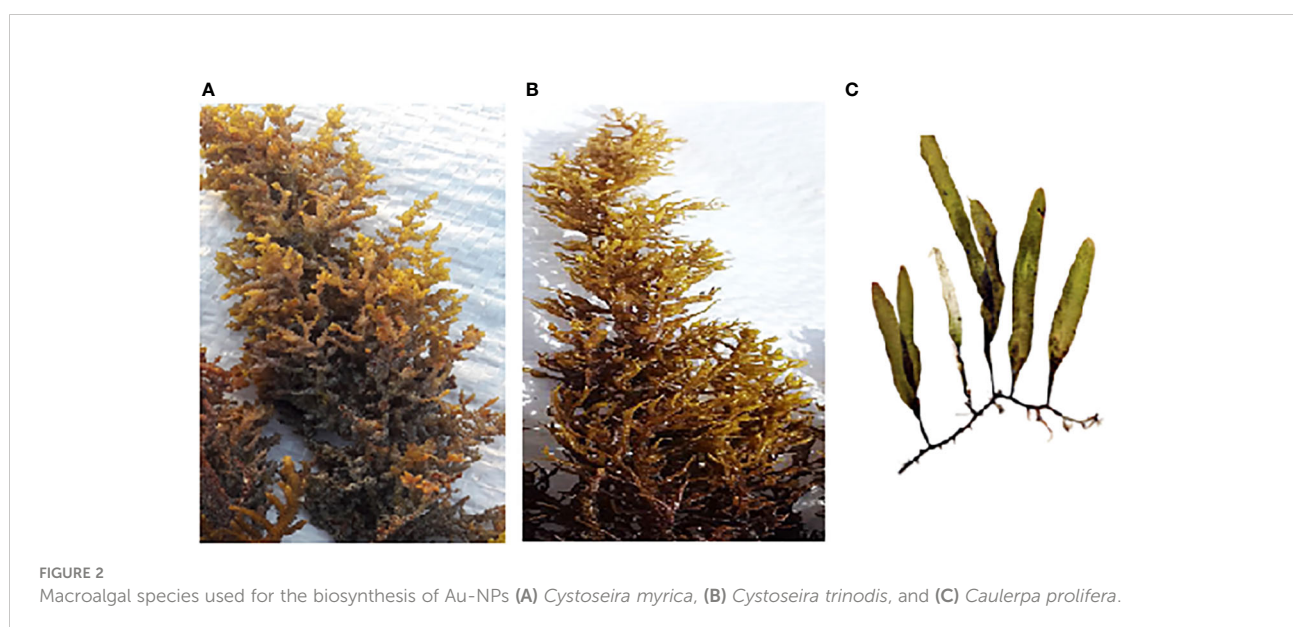 A
B
C
FIGURE 2
Macroalgal species used for the biosynthesis of Au-NPs (A) Cystoseira myrica, (B) Cystoseira trinodis, and (C) Caulerpa prolifera.